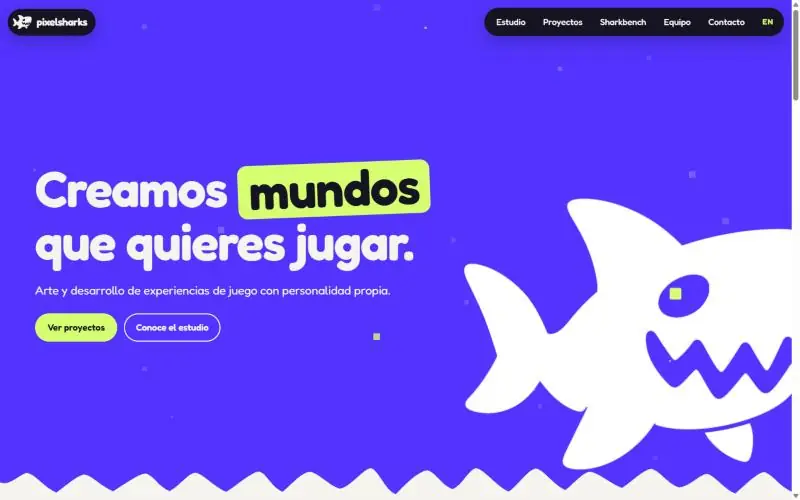 pixelsharks
Estudio
Proyectos
Sharkbench
Equipo
Contacto
EN
Creamos mundos
que quieres jugar.
Arte y desarrollo de experiencias de juego con personalidad propia.
Ver proyectos
Conoce el estudio